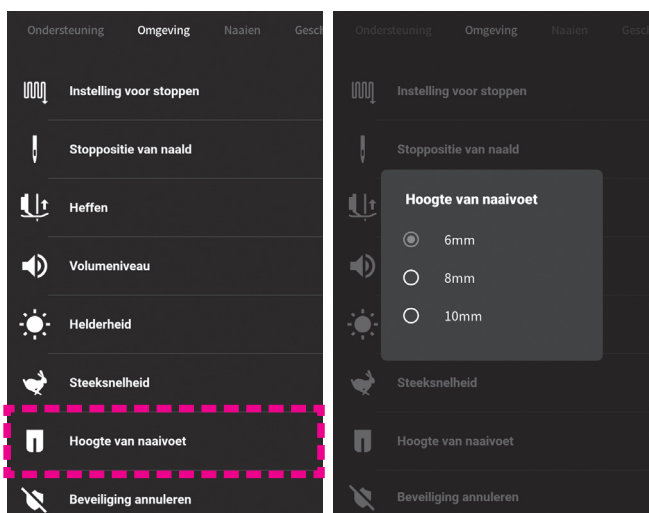 Ondersteuning Omgeving Naaien Gescl
Instelling voor stoppen
Stoppositie van naald
Heffen
Volumeniveau
Helderheid
Steeksnelheid
Hoogte van naaivoet
Beveiliging annuleren
Ondersteuning Omgeving Naaien Gescl
Instelling voor stoppen
Stoppositie van naald
Hoogte van naaivoet
6mm
8mm
10mm
Steeksnelheid
Hoogte van naaivoet
Beveiliging annuleren